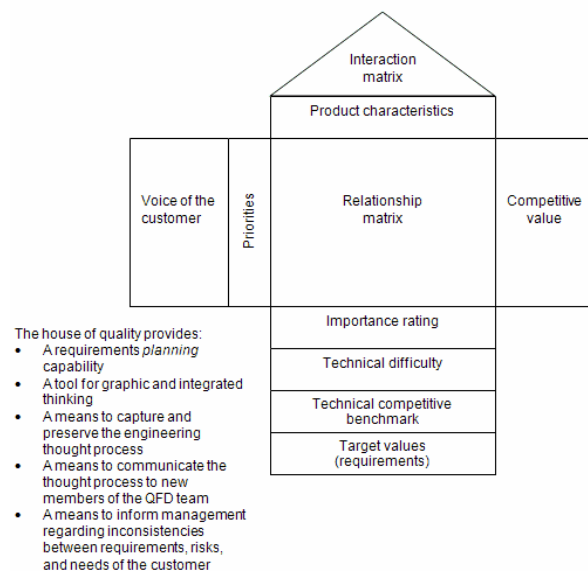 Interaction
matrix
Product characteristics
Voice of the
customer
Priorities
Relationship
matrix
Competitive
value
Importance rating
Technical difficulty
Technical competitive
benchmark
Target values
(requirements)
The house of quality provides:
• A requirements planning
capability
• A tool for graphic and integrated
thinking
• A means to capture and
preserve the engineering
thought process
• A means to communicate the
thought process to new
members of the QFD team
• A means to inform management
regarding inconsistencies
between requirements, risks,
and needs of the customer